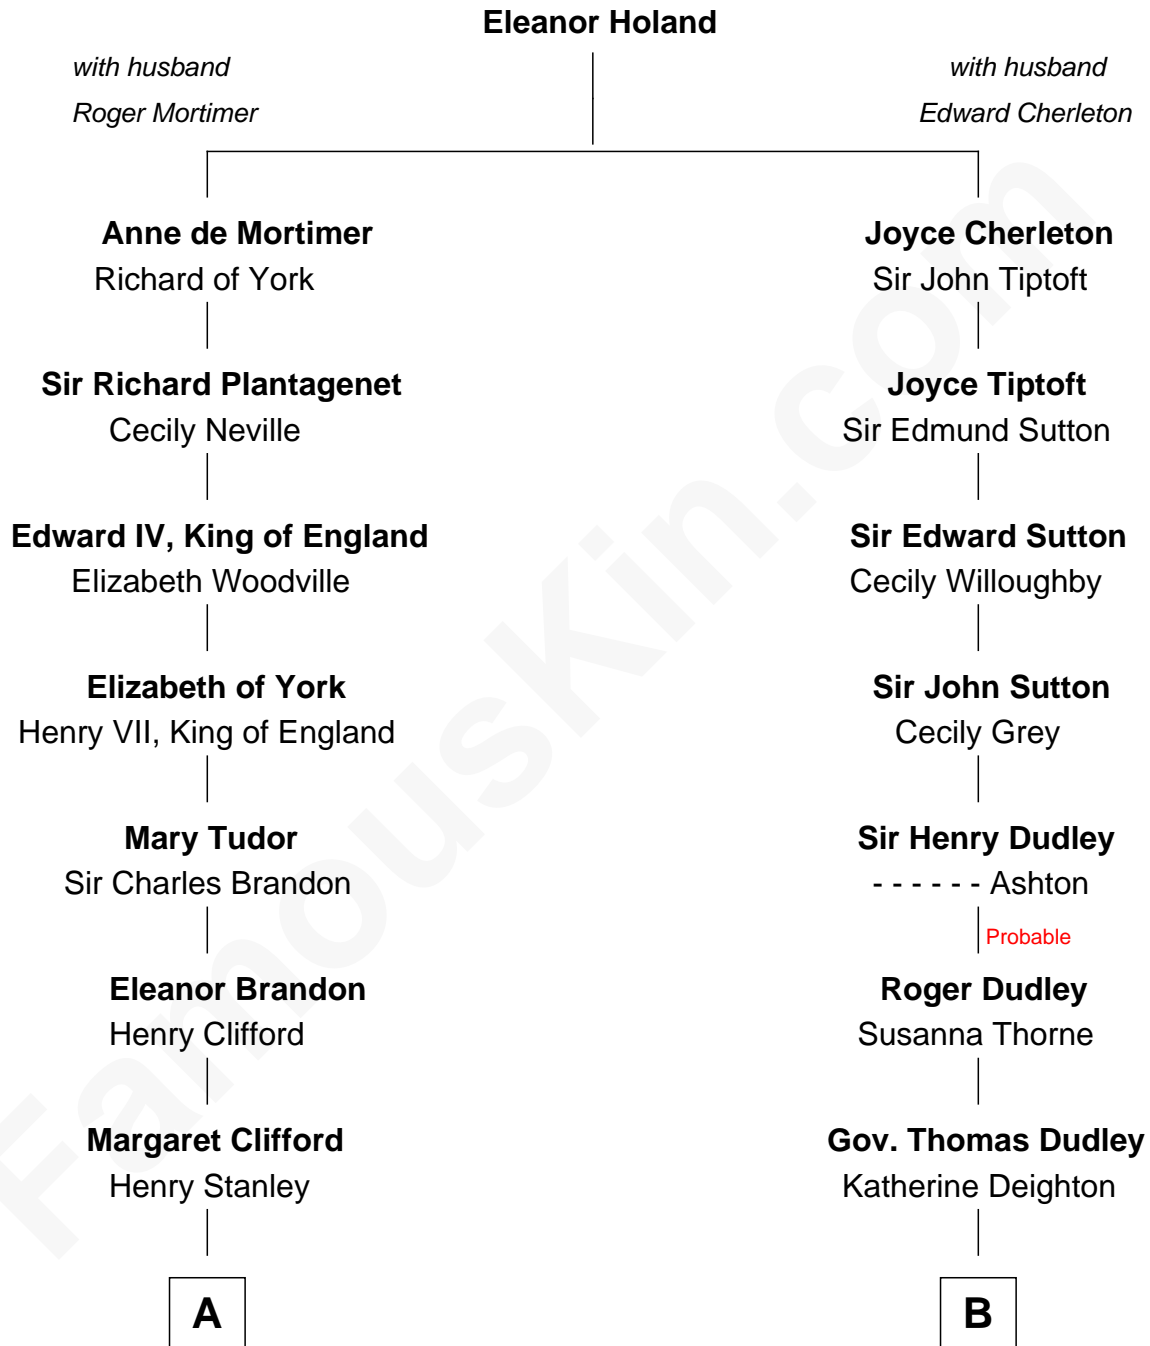 Eleanor Holand
with husband
Roger Mortimer
with husband
Edward Cherleton
Anne de Mortimer
Richard of York
Joyce Cherleton
Sir John Tiptoft
Sir Richard Plantagenet
Cecily Neville
Joyce Tiptoft
Sir Edmund Sutton
Edward IV, King of England
Elizabeth Woodville
Sir Edward Sutton
Cecily Willoughby
Elizabeth of York
Henry VII, King of England
Sir John Sutton
Cecily Grey
Mary Tudor
Sir Charles Brandon
Sir Henry Dudley
- - - - - - Ashton
Probable
Eleanor Brandon
Henry Clifford
Roger Dudley
Susanna Thorne
Margaret Clifford
Henry Stanley
Gov. Thomas Dudley
Katherine Deighton
A
B
FamousKin.com